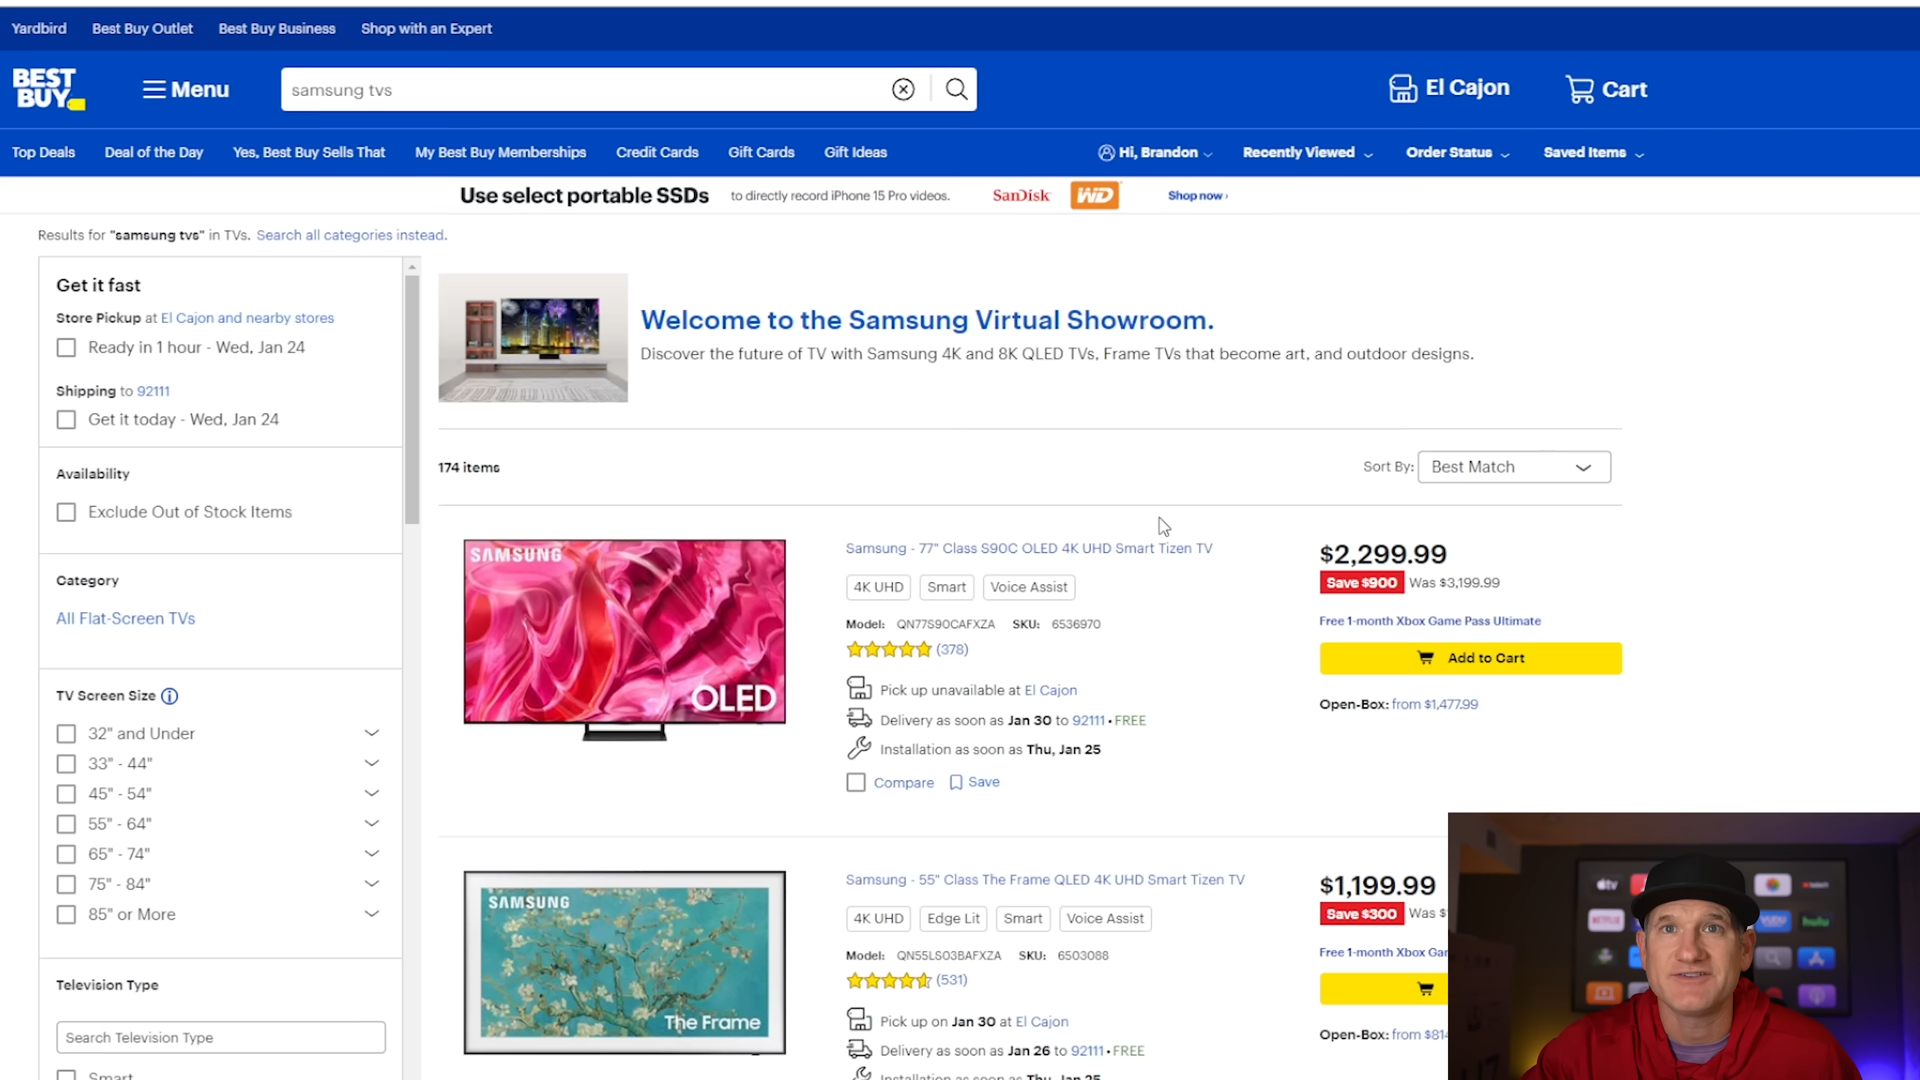 Yardbird Best Buy Outlet Best Buy Business Shop with an Expert
BEST
BUY
Menu
samsung tvs
El Cajon
Cart
Top Deals Deal of the Day Yes, Best Buy Sells That My Best Buy Memberships Credit Cards Gift Cards Gift Ideas Hi, Brandon Recently Viewed Order Status Saved Items
Use select portable SSDs to directly record iPhone 15 Pro videos. SanDisk WD Shop now ›
Results for "samsung tvs" in TVs. Search all categories instead.
Get it fast
Store Pickup at El Cajon and nearby stores
Ready in 1 hour - Wed, Jan 24
Shipping to 92111
Get it today - Wed, Jan 24
Availability
Exclude Out of Stock Items
Category
All Flat-Screen TVs
TV Screen Size
32" and Under
33" - 44"
45" - 54"
55" - 64"
65" - 74"
75" - 84"
85" or More
Television Type
Search Television Type
Smart
Welcome to the Samsung Virtual Showroom.
Discover the future of TV with Samsung 4K and 8K QLED TVs, Frame TVs that become art, and outdoor designs.
174 items
Sort By: Best Match
SAMSUNG
OLED
Samsung - 77" Class S90C OLED 4K UHD Smart Tizen TV
4K UHD Smart Voice Assist
Model: QN77S90CAFXZA SKU: 6536970
(378)
Pick up unavailable at El Cajon
Delivery as soon as Jan 30 to 92111 • FREE
Installation as soon as Thu, Jan 25
Compare Save
$2,299.99
Save $900 Was $3,199.99
Free 1-month Xbox Game Pass Ultimate
Add to Cart
Open-Box: from $1,477.99
SAMSUNG
The Frame
Samsung - 55" Class The Frame QLED 4K UHD Smart Tizen TV
4K UHD Edge Lit Smart Voice Assist
Model: QN55LS03BAFXZA SKU: 6503088
(531)
Pick up on Jan 30 at El Cajon
Delivery as soon as Jan 26 to 92111 • FREE
Installation as soon as Thu, Jan 25
$1,199.99
Save $300 Was $
Free 1-month Xbox Gar
Open-Box: from $814
tv
NETFLIX
VUDU
hulu